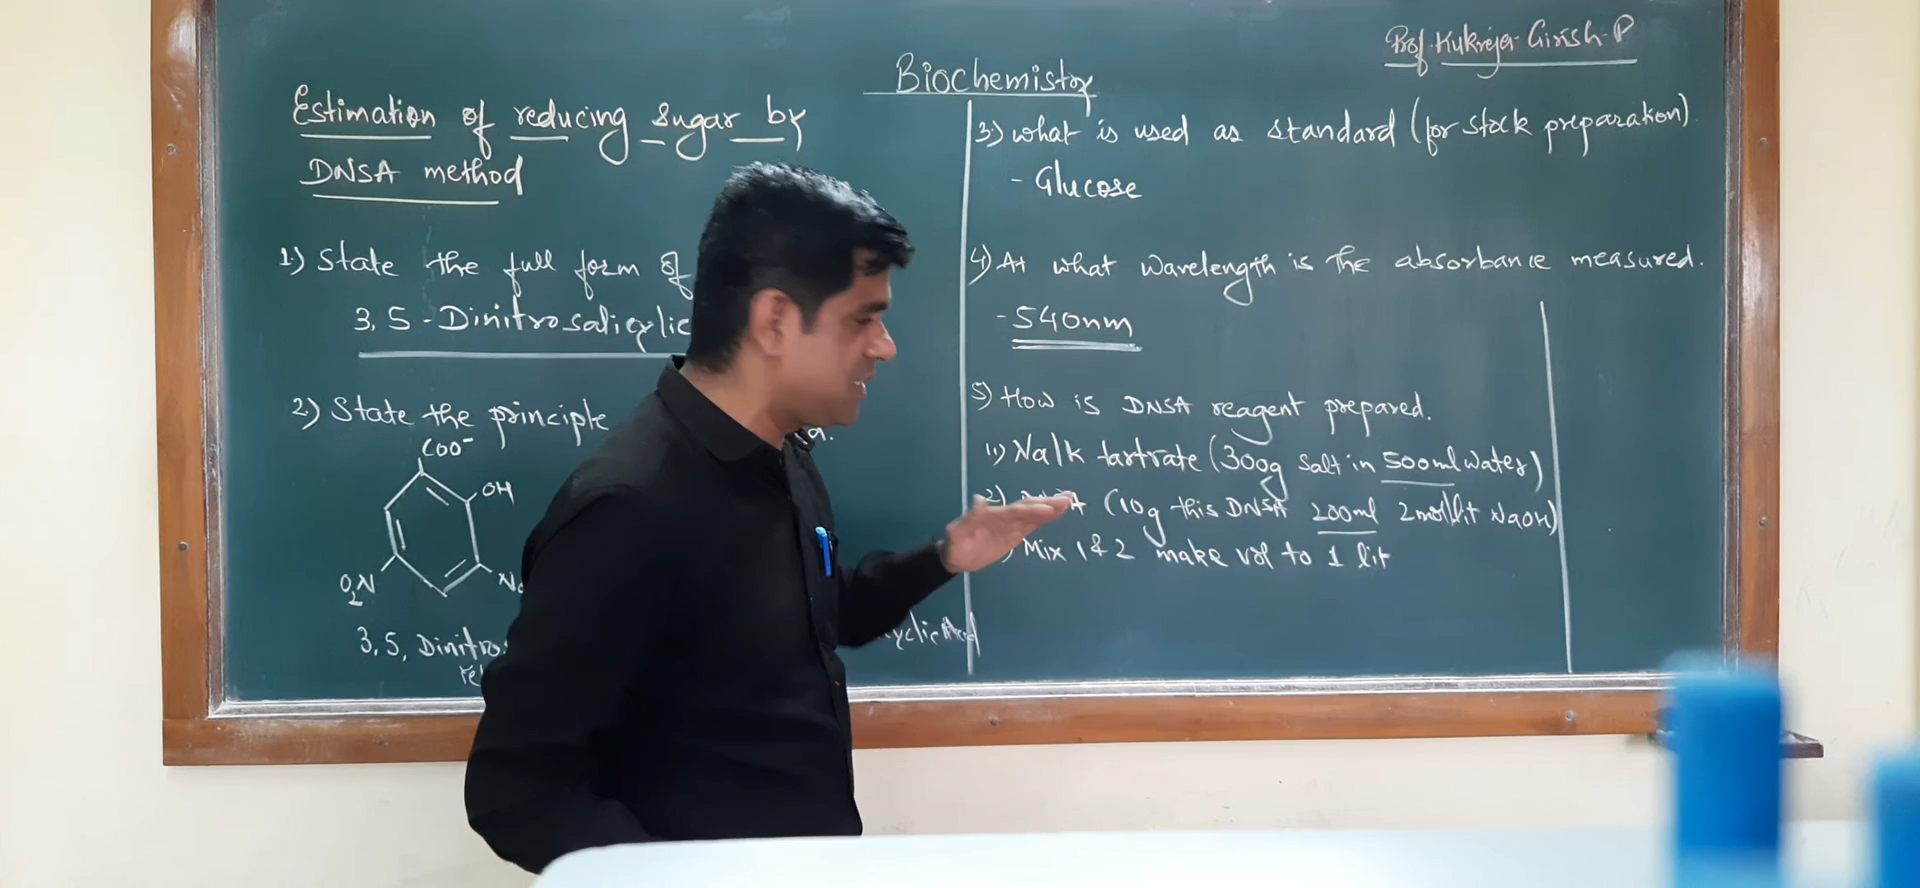 Prof. Kukreja Girish P
Biochemistry
Estimation of reducing sugar by
DNSA method
1) State the full form of
3,5-Dinitrosalicylic
2) State the principle
COO⁻
OH
O₂N
3,5, Dinitro
3) What is used as standard (for stock preparation)
- Glucose
4) At what wavelength is the absorbance measured.
- 540nm
5) How is DNSA reagent prepared.
1) NaK tartrate (300g salt in 500ml water)
2) (10g this DNSA 200ml 2mol/lit NaOH)
) Mix 1 & 2 make vol to 1 lit